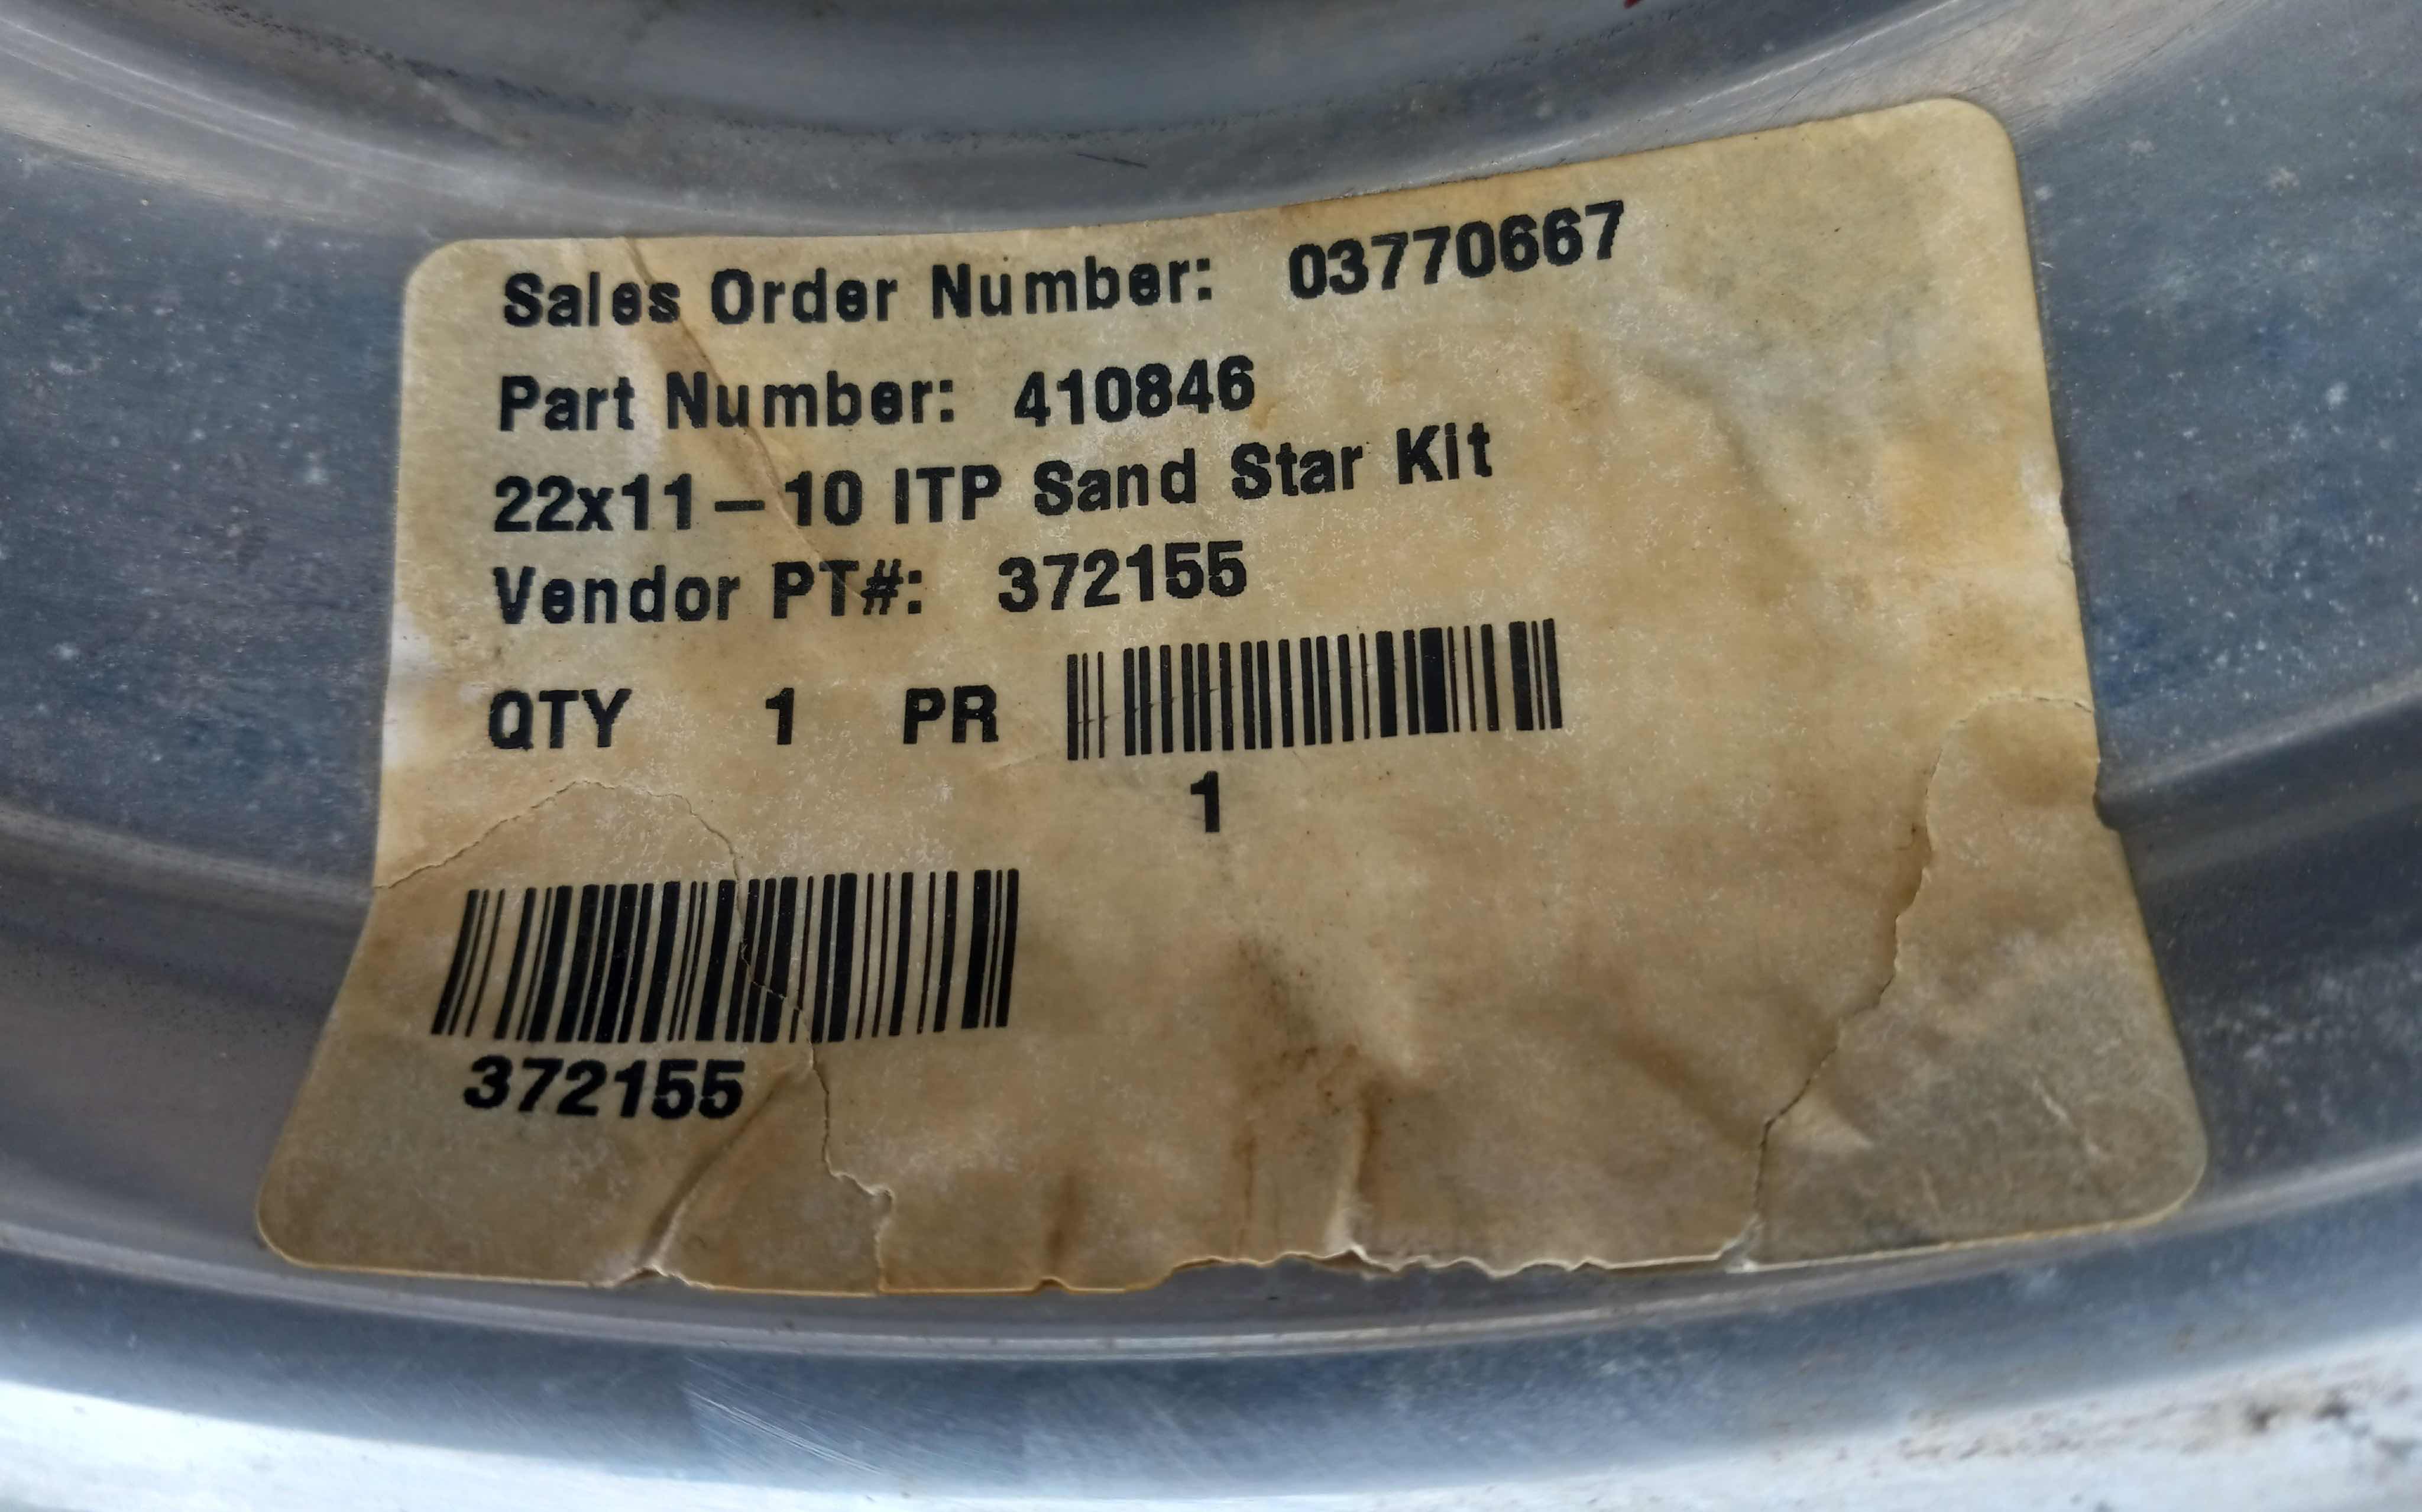 Sales Order Number: 03770667
Part Number: 410846
22x11-10 ITP Sand Star Kit
Vendor PT#: 372155
QTY 1 PR
1
372155